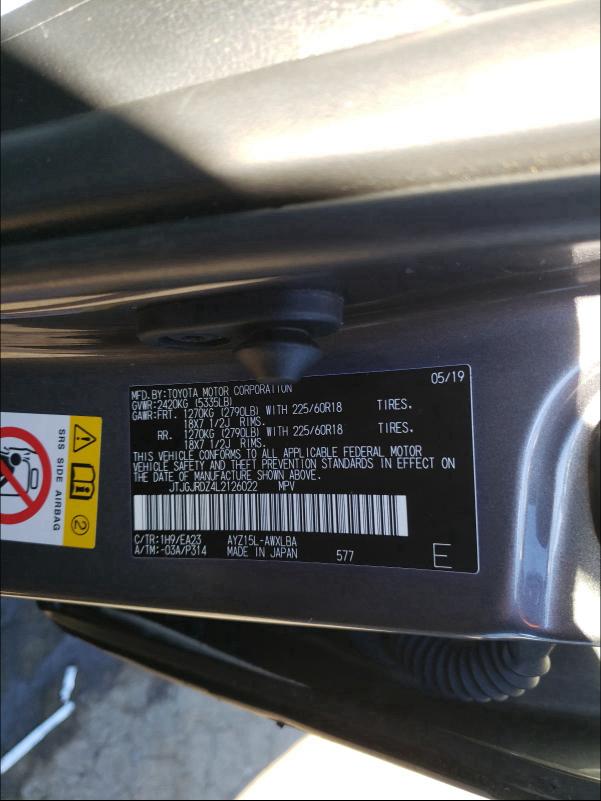 MFD.BY:TOYOTA MOTOR CORPORATION 05/19
GVWR:2420KG (5335LB)
GAWR:FRT. 1270KG (2790LB) WITH 225/60R18 TIRES.
18X7 1/2J RIMS.
RR. 1270KG (2790LB) WITH 225/60R18 TIRES.
18X7 1/2J RIMS.
THIS VEHICLE CONFORMS TO ALL APPLICABLE FEDERAL MOTOR
VEHICLE SAFETY AND THEFT PREVENTION STANDARDS IN EFFECT ON
THE DATE OF MANUFACTURE SHOWN ABOVE.
JTJGJRDZ4L2126022 MPV
C/TR:1H9/EA23 AYZ15L-AWXLBA
A/TM:-03A/P314 MADE IN JAPAN 577 E
SRS SIDE AIRBAG
2